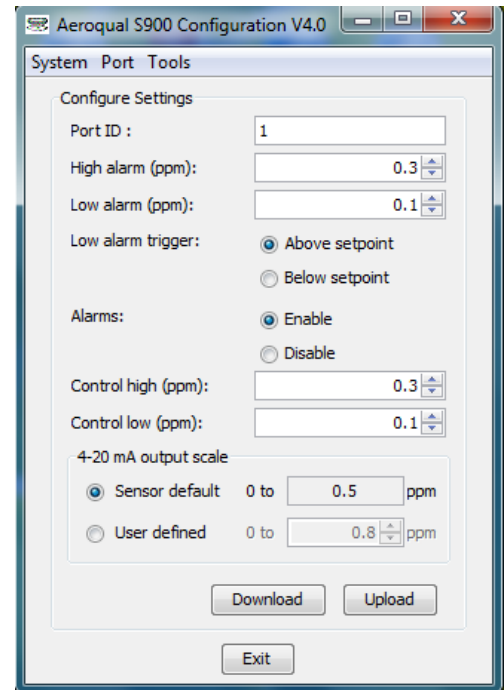 Aeroqual S900 Configuration V4.0
System Port Tools
Configure Settings
Port ID : 1
High alarm (ppm): 0.3
Low alarm (ppm): 0.1
Low alarm trigger: Above setpoint
Below setpoint
Alarms: Enable
Disable
Control high (ppm): 0.3
Control low (ppm): 0.1
4-20 mA output scale
Sensor default 0 to 0.5 ppm
User defined 0 to 0.8 ppm
Download Upload
Exit